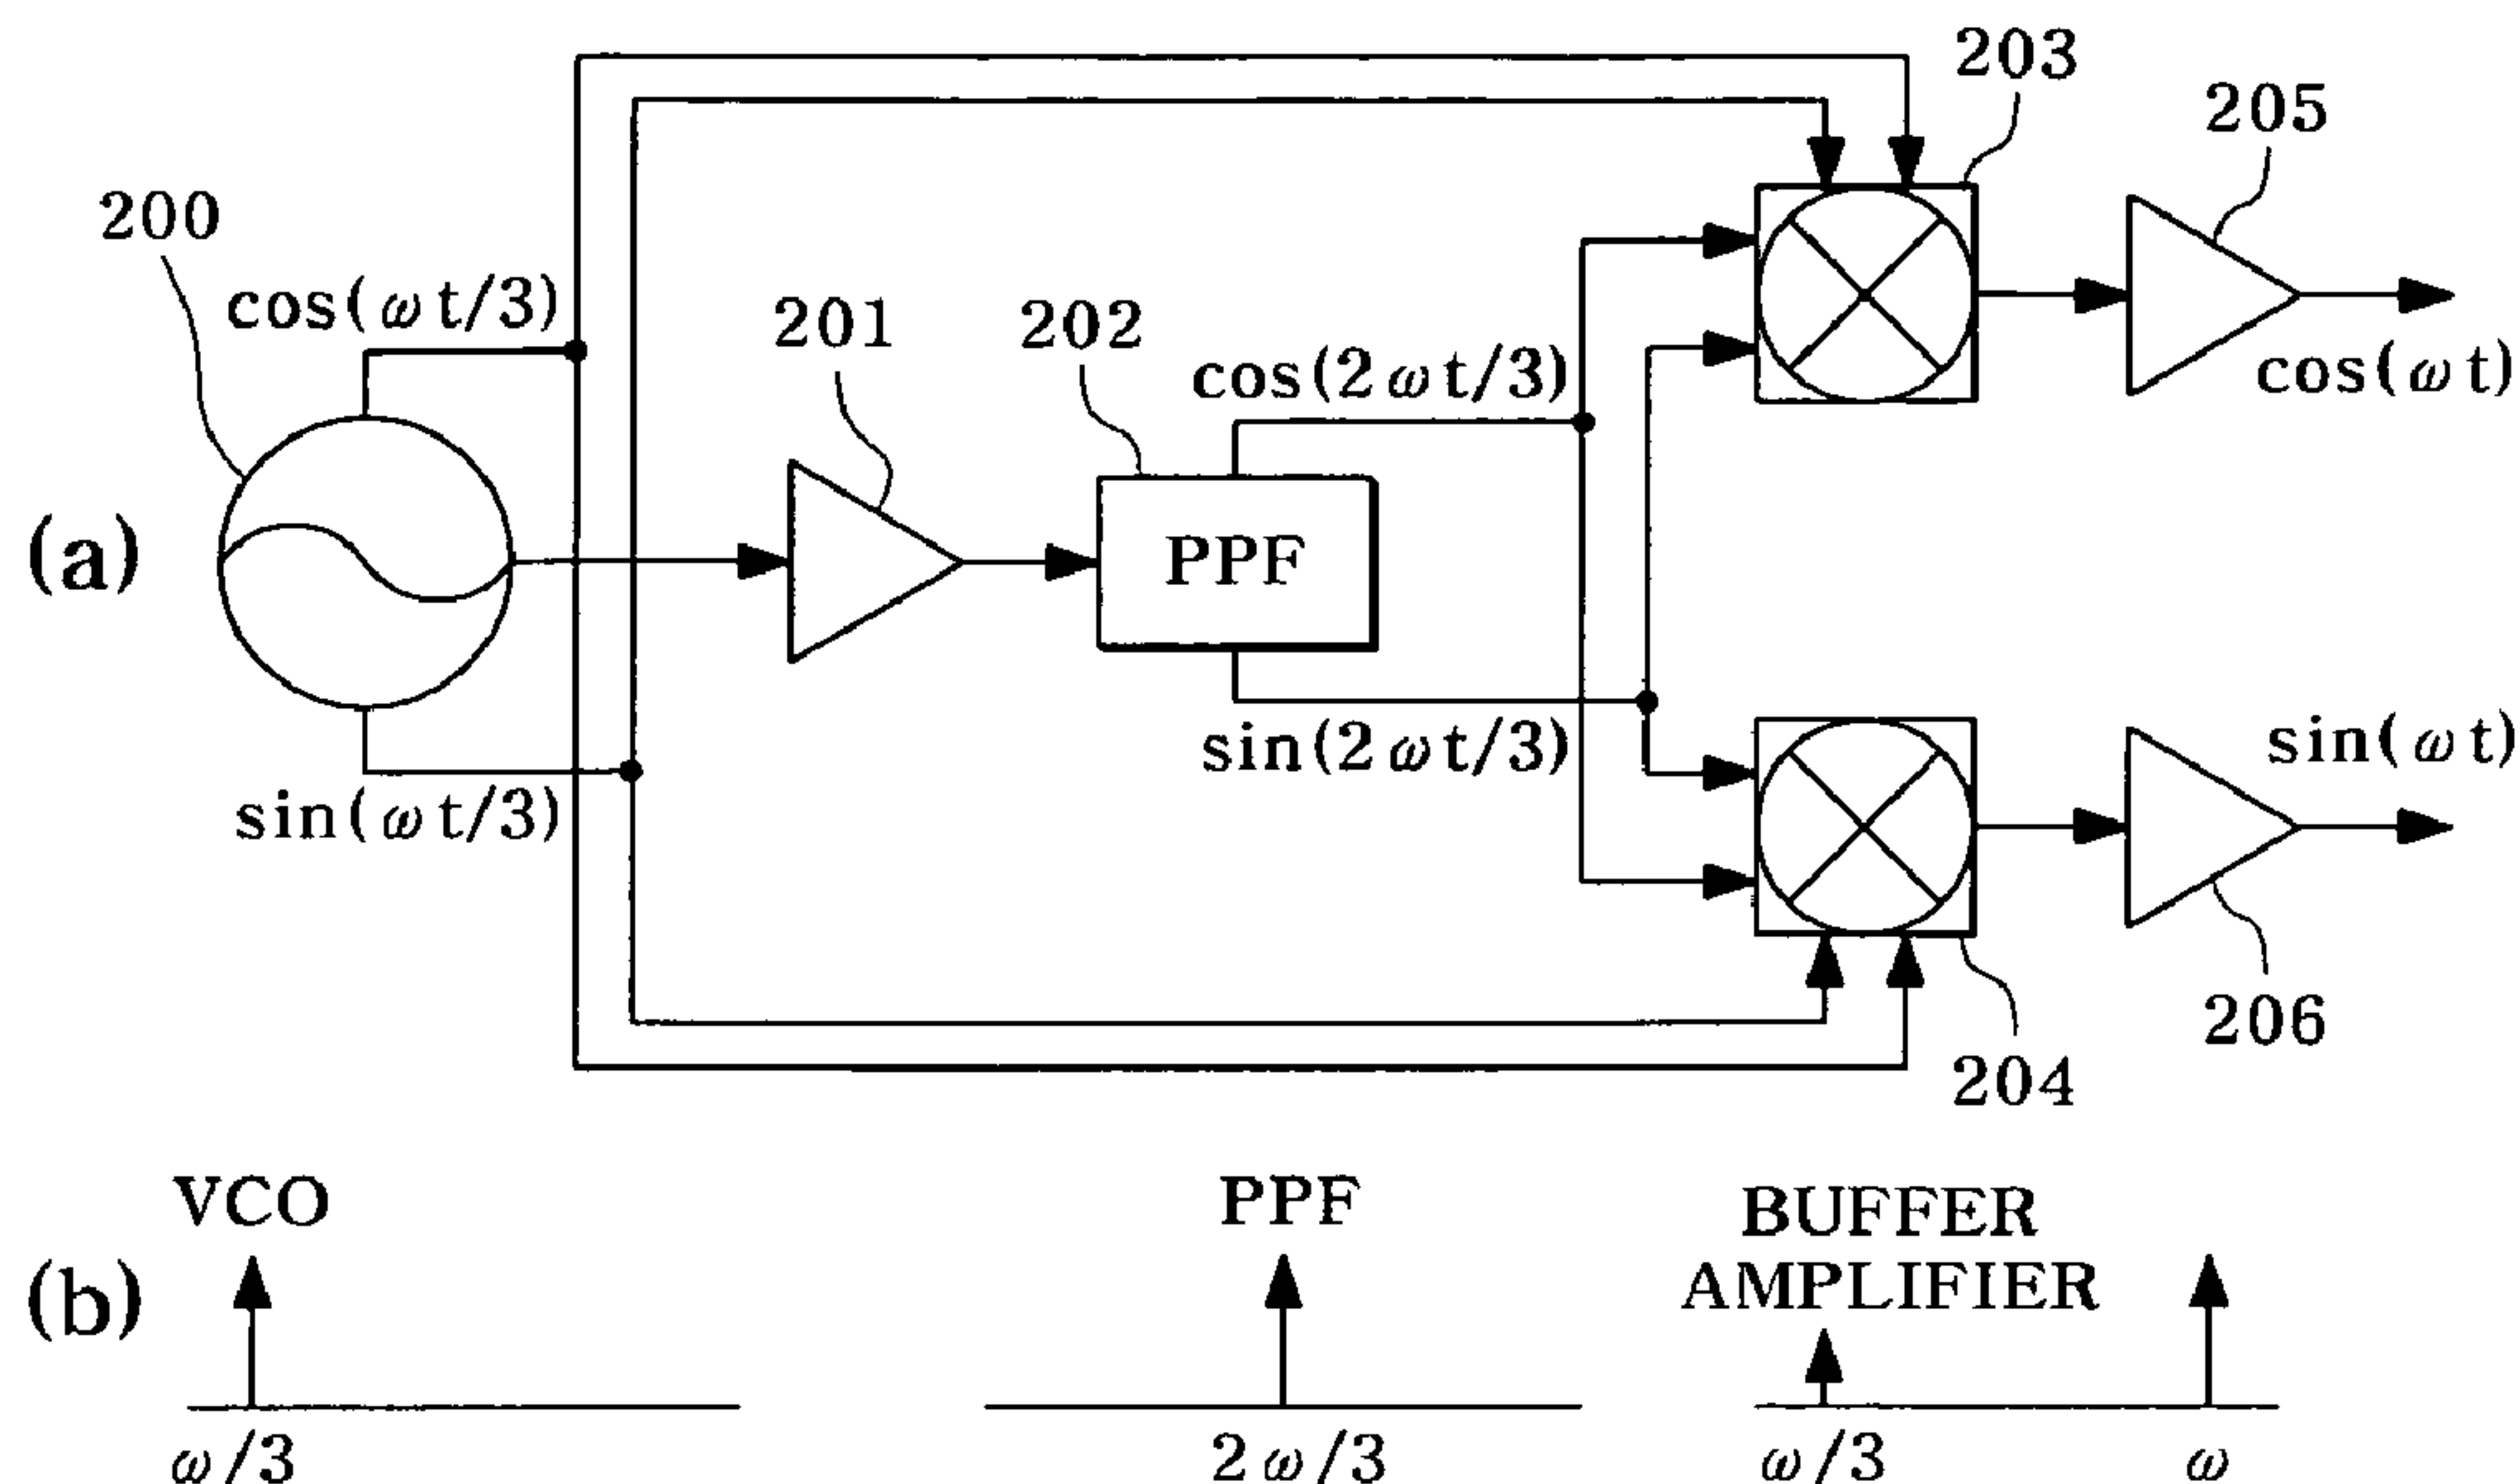 203
205
200
cos(ωt/3)
201
202
cos(2ωt/3)
cos(ωt)
(a)
PPF
sin(2ωt/3)
sin(ωt)
sin(ωt/3)
206
204
VCO
PPF
BUFFER
AMPLIFIER
(b)
ω/3
2ω/3
ω/3
ω